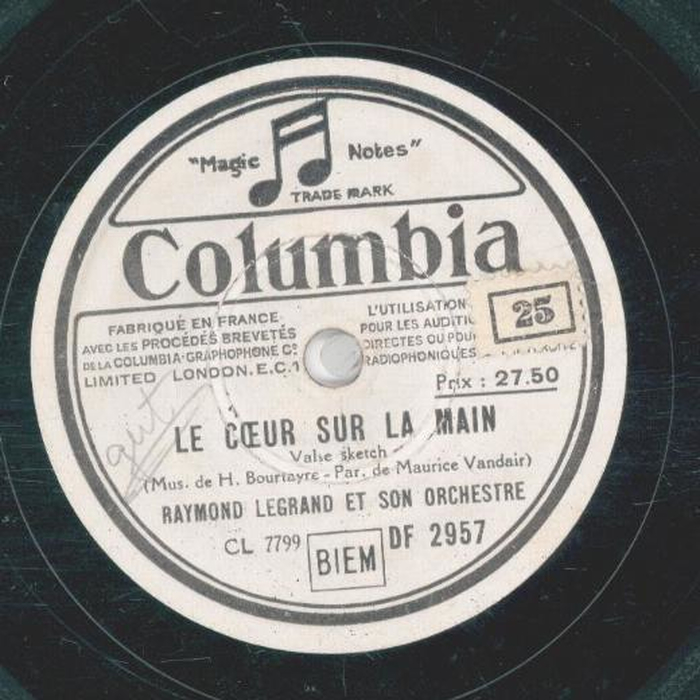 "Magic Notes"
TRADE MARK
Columbia
FABRIQUÉ EN FRANCE
AVEC LES PROCÉDÉS BREVETÉS
DE LA COLUMBIA-GRAPHOPHONE Cº
LIMITED LONDON.E.C.1
L'UTILISATION
POUR LES
DIRECTES OU
RADIOPHONIQUES
25
Prix : 27.50
gut
LE CŒUR SUR LA MAIN
Valse sketch
(Mus. de H. Bourtayre - Par. de Maurice Vandair)
RAYMOND LEGRAND ET SON ORCHESTRE
CL 7799 BIEM DF 2957